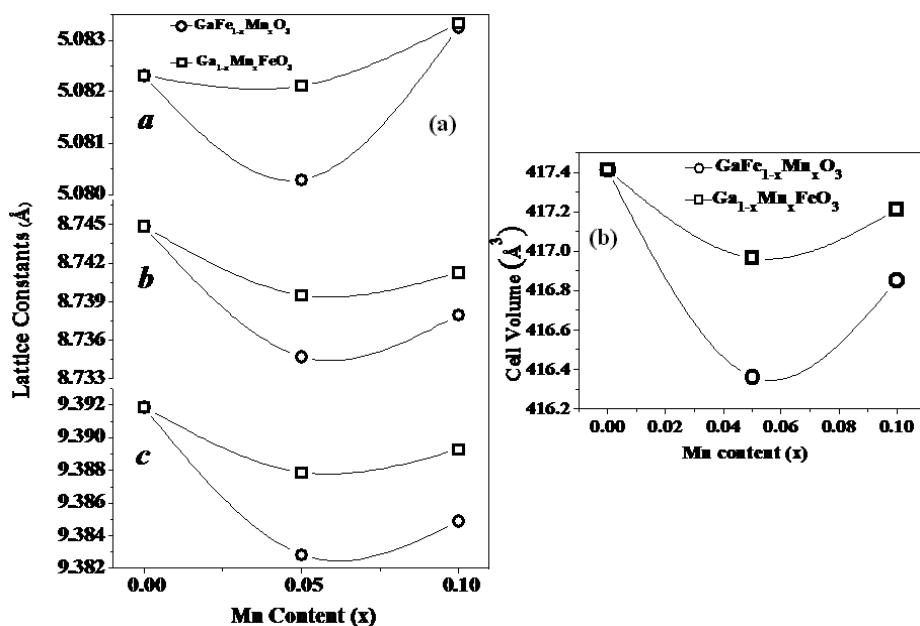 GaFe1-xMnxO3
Ga1-xMnxFeO3
(a)
5.083
5.082
5.081
5.080
a
8.745
8.742
8.739
8.736
8.733
b
9.392
9.390
9.388
9.386
9.384
9.382
c
Lattice Constants (Å)
0.00 0.05 0.10
Mn Content (x)
GaFe1-xMnxO3
Ga1-xMnxFeO3
(b)
417.4
417.2
417.0
416.8
416.6
416.4
416.2
Cell Volume (Å3)
0.00 0.02 0.04 0.06 0.08 0.10
Mn content (x)